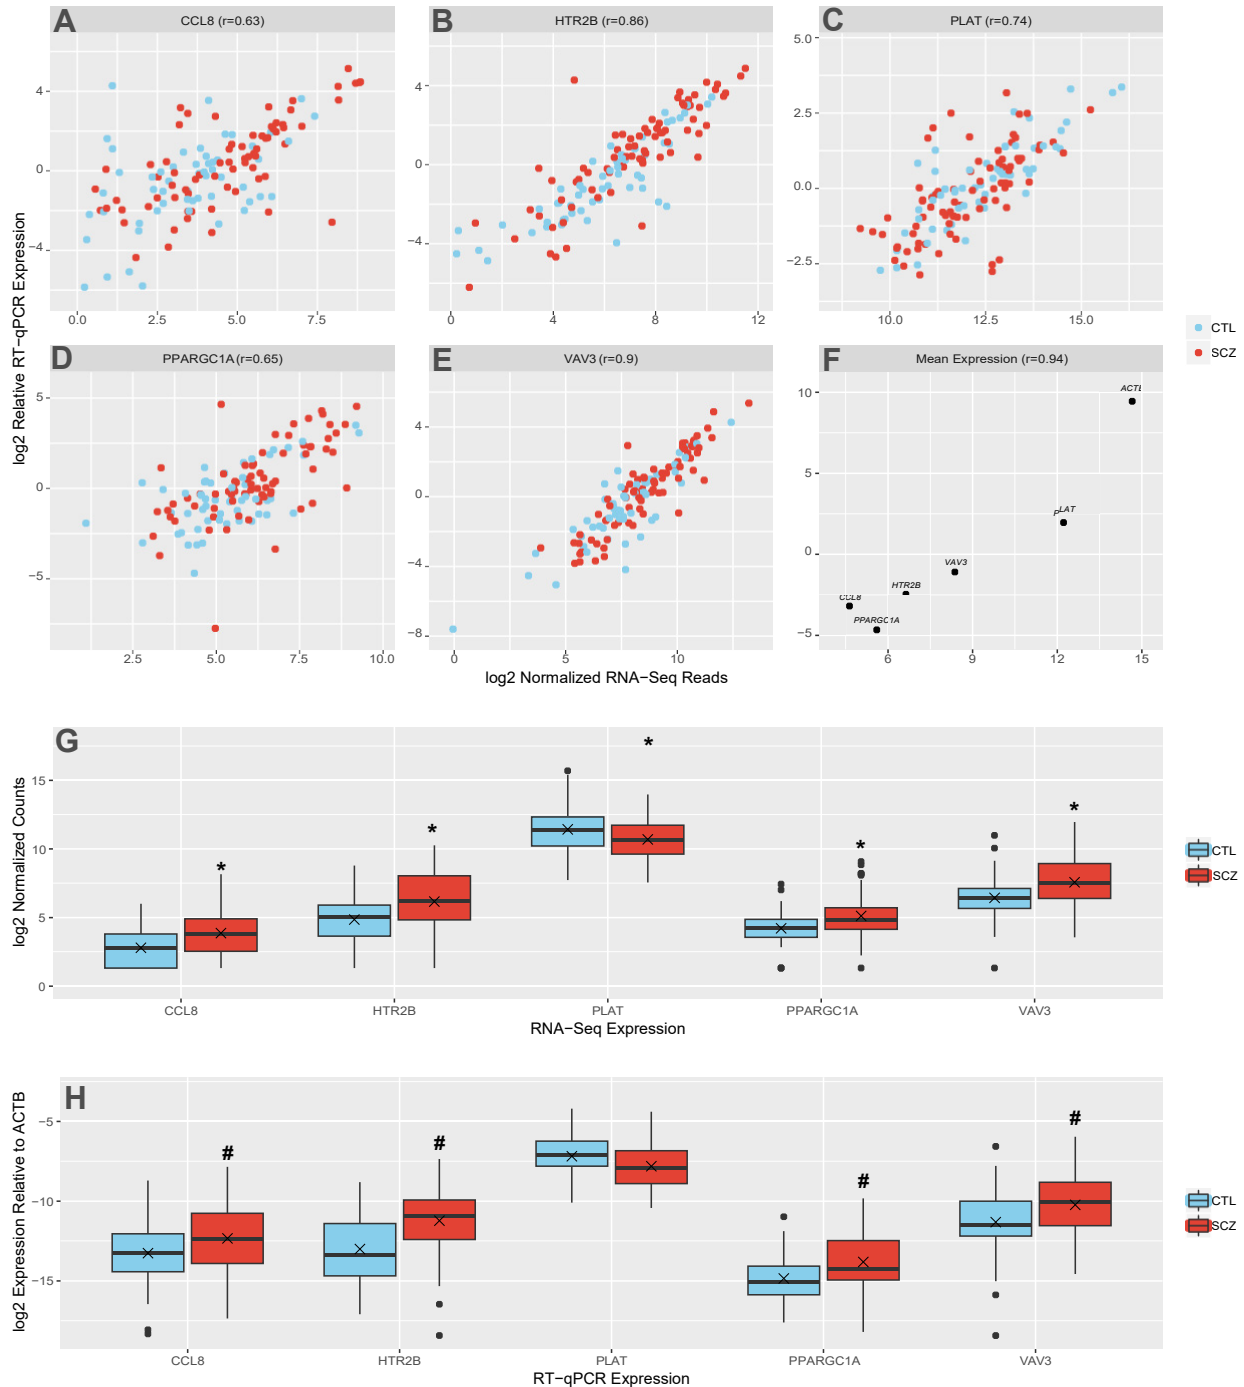 A CCL8 (r=0.63)
B HTR2B (r=0.86)
C PLAT (r=0.74)
4
0
−4
0.0 2.5 5.0 7.5
4
0
−4
0 4 8 12
5.0
2.5
0.0
−2.5
10.0 12.5 15.0
log2 Relative RT−qPCR Expression
CTL
SCZ
D PPARGC1A (r=0.65)
E VAV3 (r=0.9)
F Mean Expression (r=0.94)
5
0
−5
2.5 5.0 7.5 10.0
4
0
−4
−8
0 5 10
10
5
0
−5
ACTE
PLAT
VAV3
HTR2B
CCL8
PPARGC1A
6 9 12 15
log2 Normalized RNA−Seq Reads
G
log2 Normalized Counts
15
10
5
0
* * * * *
CCL8 HTR2B PLAT PPARGC1A VAV3
RNA−Seq Expression
CTL
SCZ
H
log2 Expression Relative to ACTB
−5
−10
−15
# # # #
CCL8 HTR2B PLAT PPARGC1A VAV3
RT−qPCR Expression
CTL
SCZ